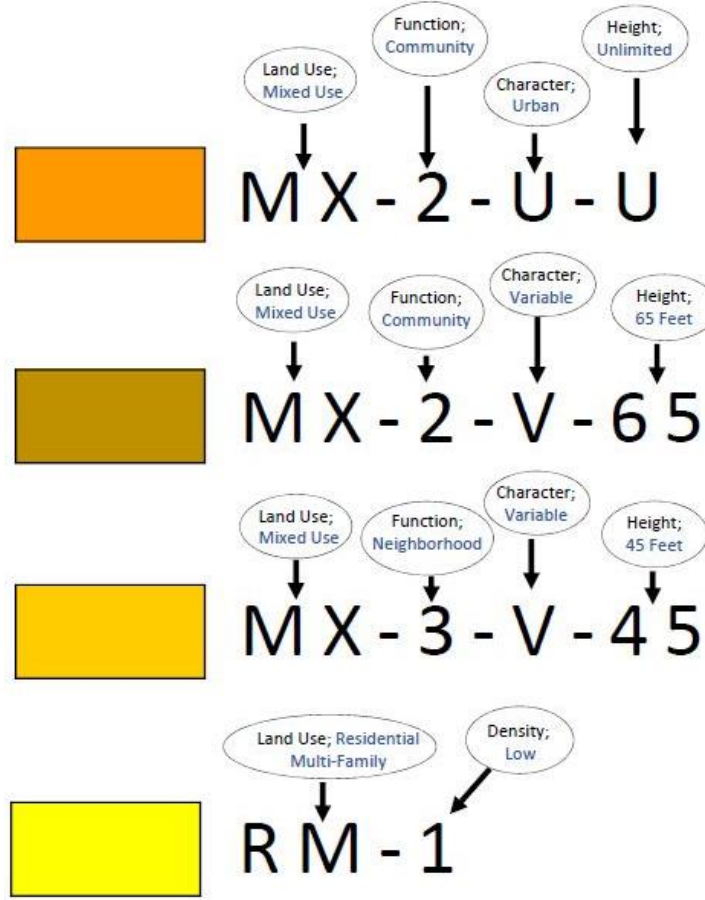 Land Use;
Mixed Use
Function;
Community
Character;
Urban
Height;
Unlimited
MX - 2 - U - U
Land Use;
Mixed Use
Function;
Community
Character;
Variable
Height;
65 Feet
MX - 2 - V - 65
Land Use;
Mixed Use
Function;
Neighborhood
Character;
Variable
Height;
45 Feet
MX - 3 - V - 45
Land Use; Residential
Multi-Family
Density;
Low
RM - 1